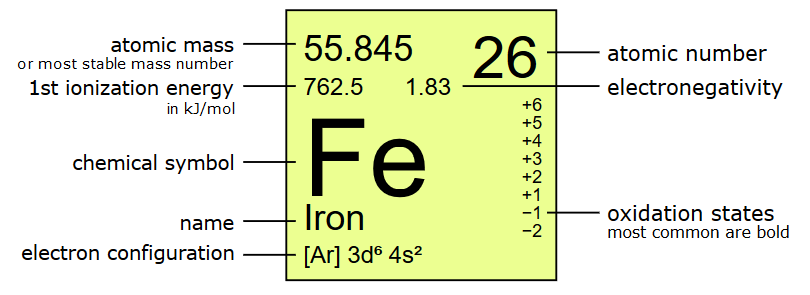 atomic mass
or most stable mass number
1st ionization energy
in kJ/mol
chemical symbol
name
electron configuration
55.845
26
762.5 1.83
Fe
Iron
[Ar] 3d⁶ 4s²
+6
+5
+4
+3
+2
+1
−1
−2
atomic number
electronegativity
oxidation states
most common are bold